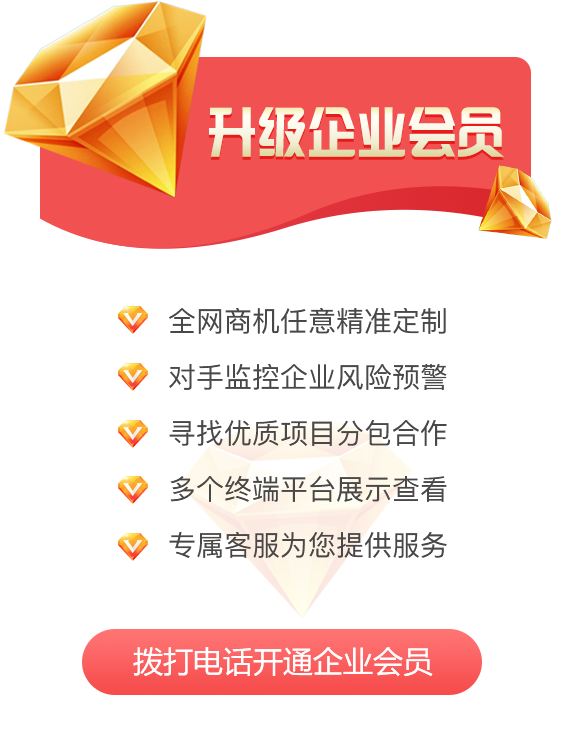 升级企业会员
全网商机任意精准定制
对手监控企业风险预警
寻找优质项目分包合作
多个终端平台展示查看
专属客服为您提供服务
拨打电话开通企业会员